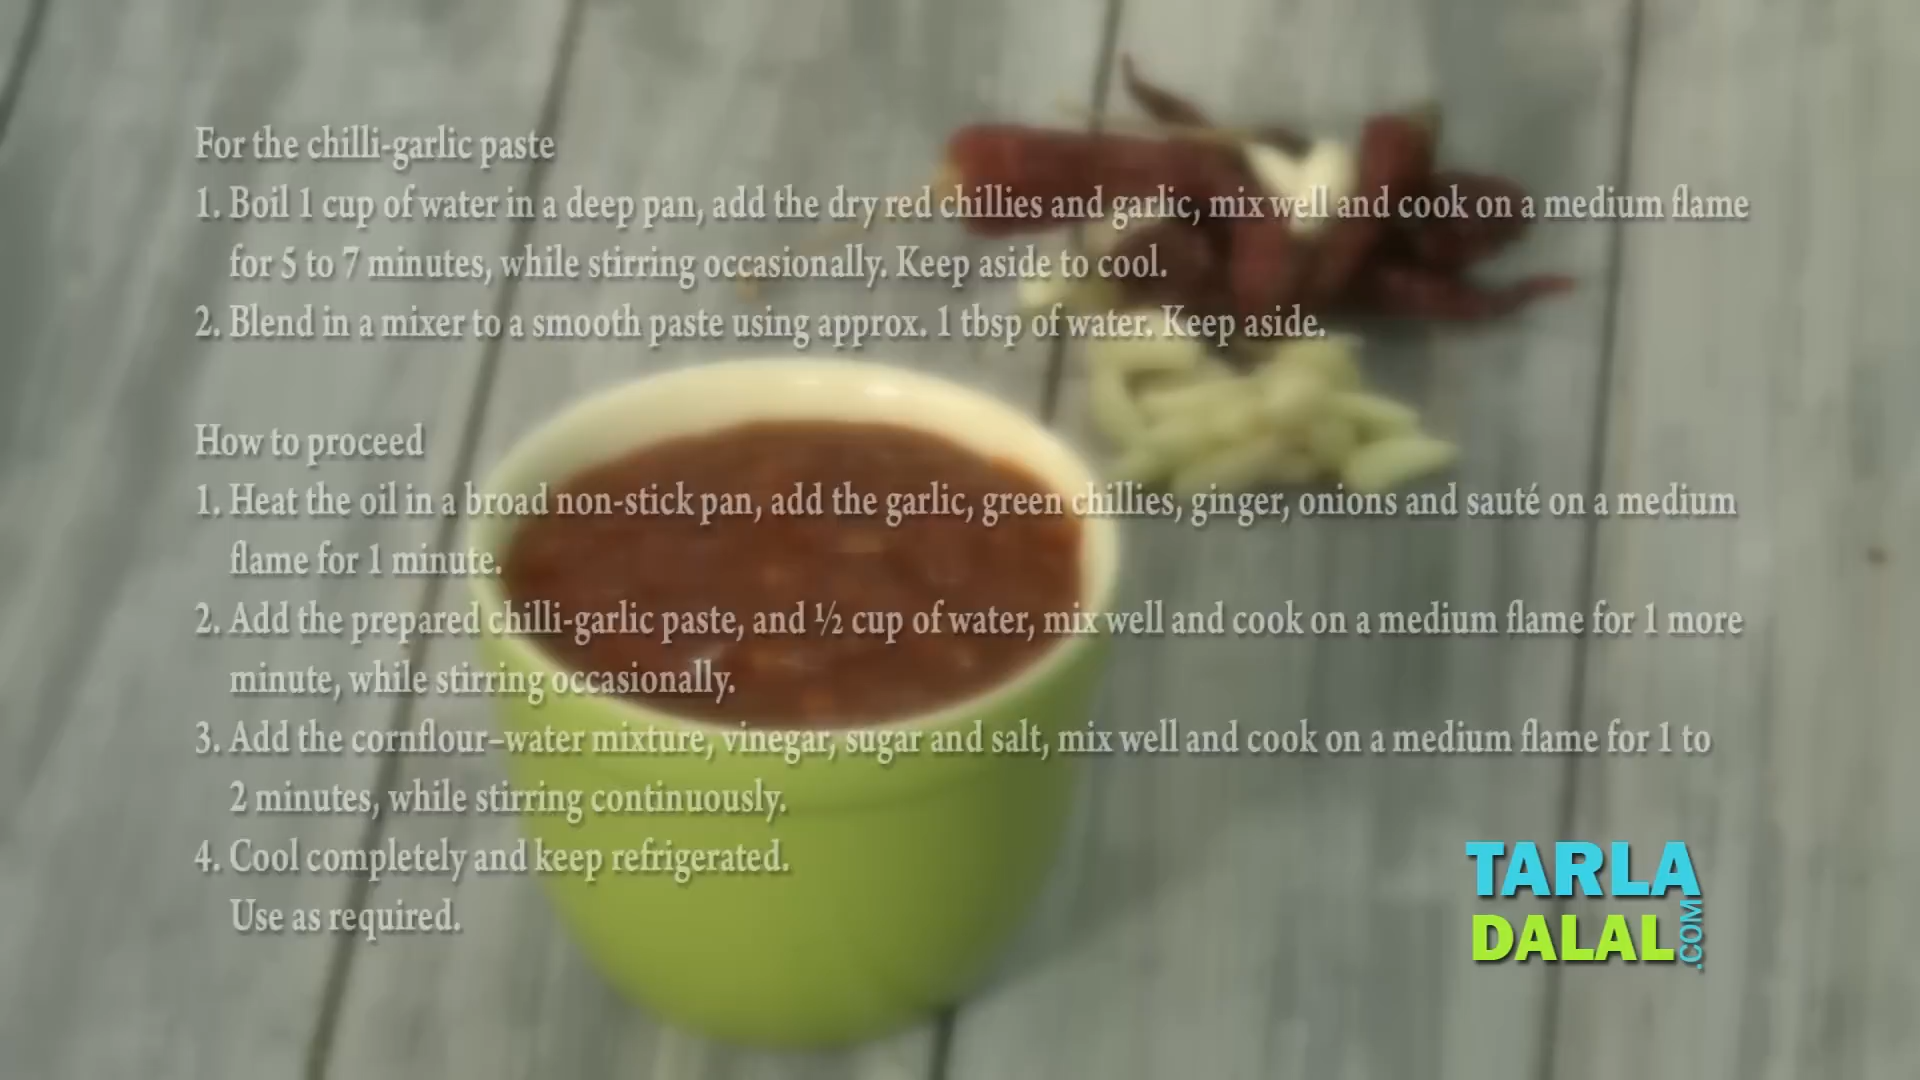 For the chilli-garlic paste
1. Boil 1 cup of water in a deep pan, add the dry red chillies and garlic, mix well and cook on a medium flame
for 5 to 7 minutes, while stirring occasionally. Keep aside to cool.
2. Blend in a mixer to a smooth paste using approx. 1 tbsp of water. Keep aside.
How to proceed
1. Heat the oil in a broad non-stick pan, add the garlic, green chillies, ginger, onions and sauté on a medium
flame for 1 minute.
2. Add the prepared chilli-garlic paste, and ½ cup of water, mix well and cook on a medium flame for 1 more
minute, while stirring occasionally.
3. Add the cornflour–water mixture, vinegar, sugar and salt, mix well and cook on a medium flame for 1 to
2 minutes, while stirring continuously.
4. Cool completely and keep refrigerated.
Use as required.
TARLA
DALAL
.COM